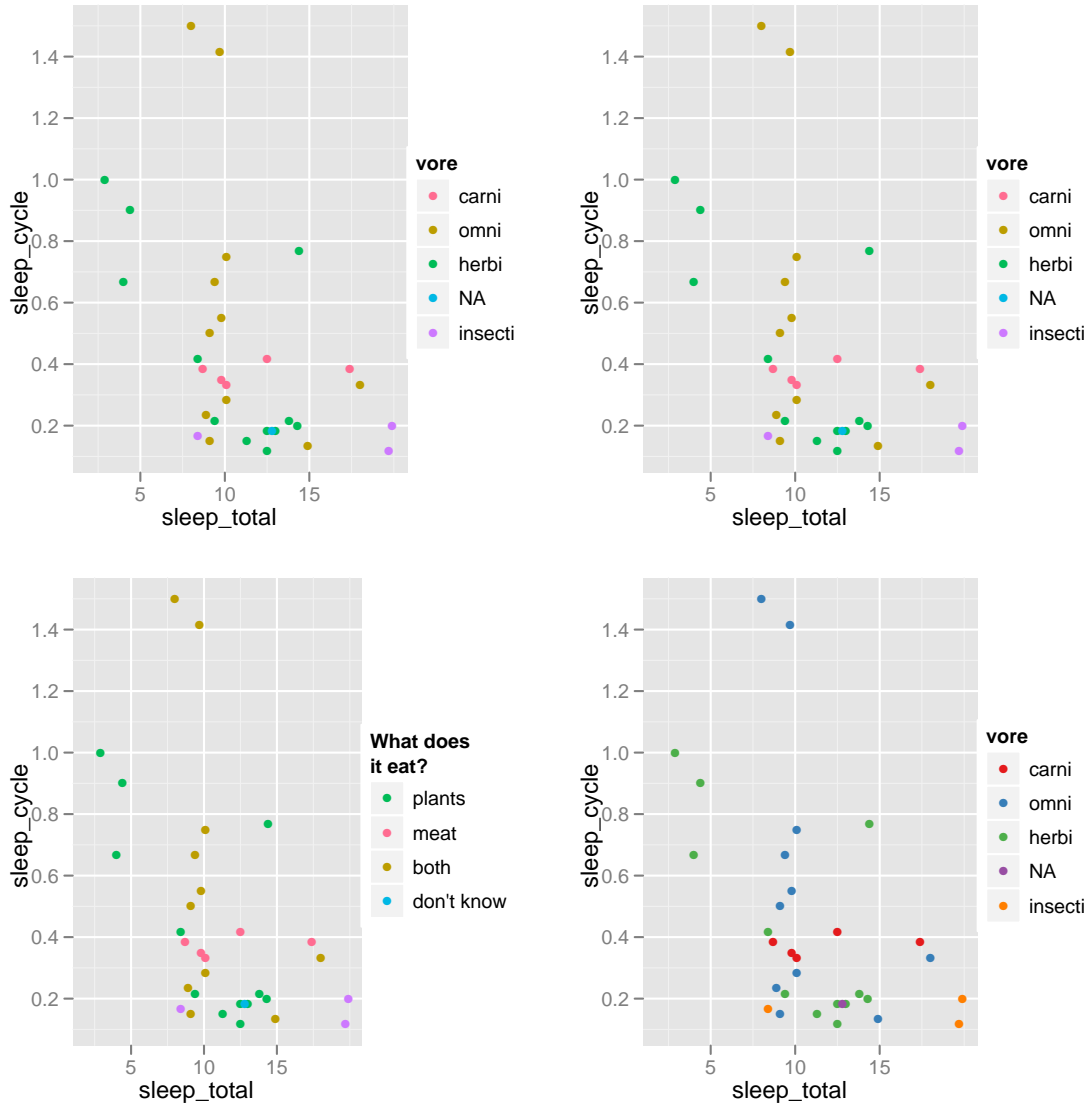 1.4
1.2
1.0
0.8
0.6
0.4
0.2
sleep_cycle
5 10 15
sleep_total
vore
carni
omni
herbi
NA
insecti
1.4
1.2
1.0
0.8
0.6
0.4
0.2
sleep_cycle
5 10 15
sleep_total
vore
carni
omni
herbi
NA
insecti
1.4
1.2
1.0
0.8
0.6
0.4
0.2
sleep_cycle
5 10 15
sleep_total
What does
it eat?
plants
meat
both
don't know
1.4
1.2
1.0
0.8
0.6
0.4
0.2
sleep_cycle
5 10 15
sleep_total
vore
carni
omni
herbi
NA
insecti